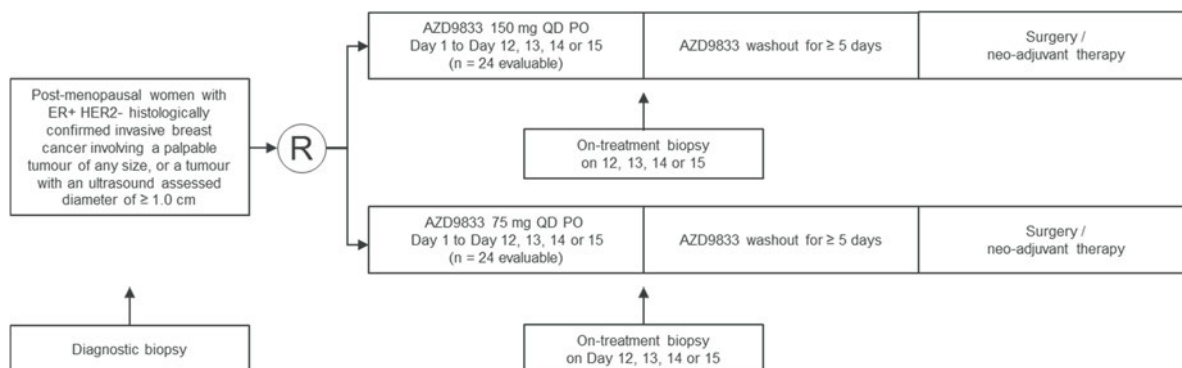 AZD9833 150 mg QD PO
Day 1 to Day 12, 13, 14 or 15
(n = 24 evaluable)
AZD9833 washout for ≥ 5 days
Surgery /
neo-adjuvant therapy
Post-menopausal women with
ER+ HER2- histologically
confirmed invasive breast
cancer involving a palpable
tumour of any size, or a tumour
with an ultrasound assessed
diameter of ≥ 1.0 cm
R
On-treatment biopsy
on 12, 13, 14 or 15
AZD9833 75 mg QD PO
Day 1 to Day 12, 13, 14 or 15
(n = 24 evaluable)
AZD9833 washout for ≥ 5 days
Surgery /
neo-adjuvant therapy
Diagnostic biopsy
On-treatment biopsy
on Day 12, 13, 14 or 15